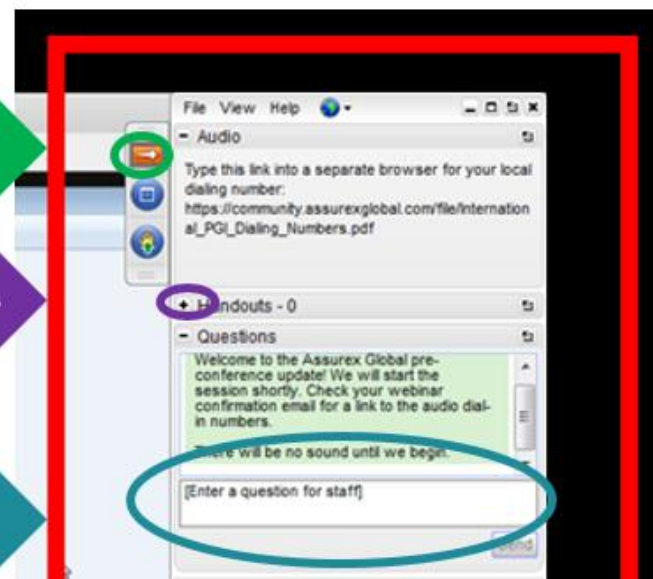 File View Help
- Audio
Type this link into a separate browser for your local
dialing number:
https://community.assurexglobal.com/file/Internation
al_PGI_Dialing_Numbers.pdf
+ Handouts - 0
- Questions
Welcome to the Assurex Global pre-
conference update! We will start the
session shortly. Check your webinar
confirmation email for a link to the audio dial-
in numbers.
There will be no sound until we begin.
[Enter a question for staff]
Send